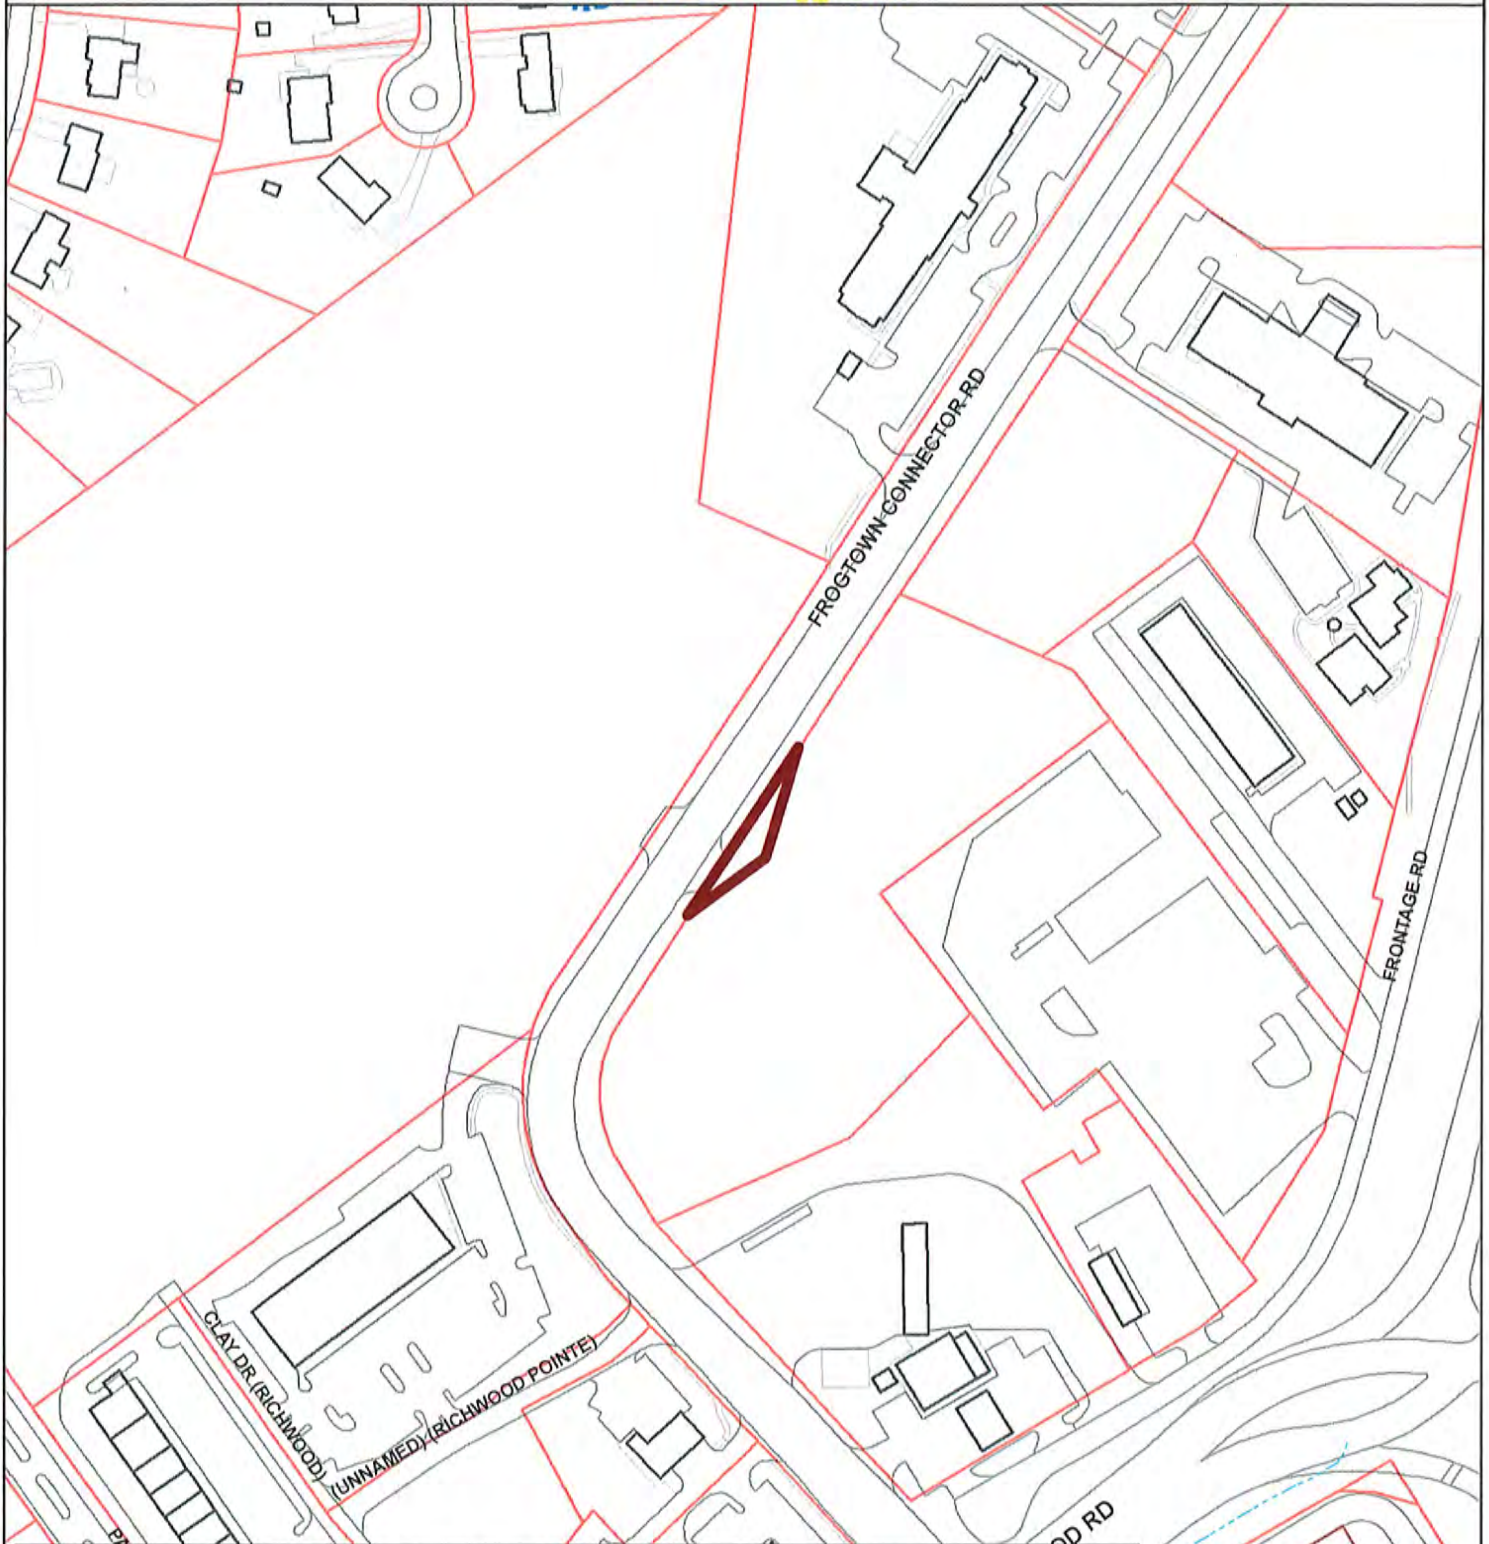 FROGTOWN CONNECTOR RD
FRONTAGE RD
CLAY DR (RICHWOOD)
(UNNAMED) (RICHWOOD POINTE)
OD RD